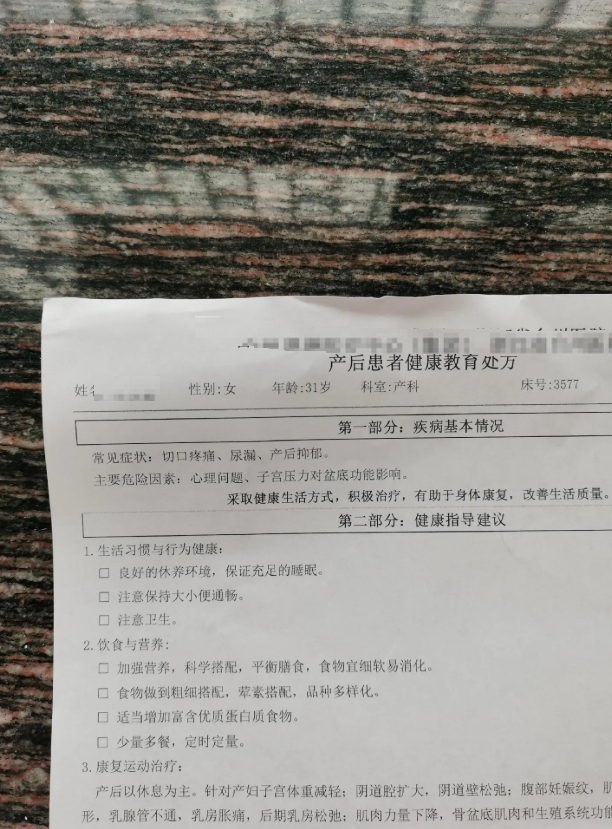 产后患者健康教育处方
姓名 性别:女 年龄:31岁 科室:产科 床号:3577
第一部分：疾病基本情况
常见症状：切口疼痛、尿漏、产后抑郁。
主要危险因素：心理问题、子宫压力对盆底功能影响。
采取健康生活方式，积极治疗，有助于身体康复，改善生活质量。
第二部分：健康指导建议
1.生活习惯与行为健康：
□ 良好的休养环境，保证充足的睡眠。
□ 注意保持大小便通畅。
□ 注意卫生。
2.饮食与营养:
□ 加强营养，科学搭配，平衡膳食，食物宜细软易消化。
□ 食物做到粗细搭配，荤素搭配，品种多样化。
□ 适当增加富含优质蛋白质食物。
□ 少量多餐，定时定量。
3.康复运动治疗：
产后以休息为主。针对产妇子宫体重减轻；阴道腔扩大，阴道壁松弛；腹部妊娠纹，肌
形，乳腺管不通，乳房胀痛，后期乳房松弛；肌肉力量下降，骨盆底肌肉和生殖系统功能